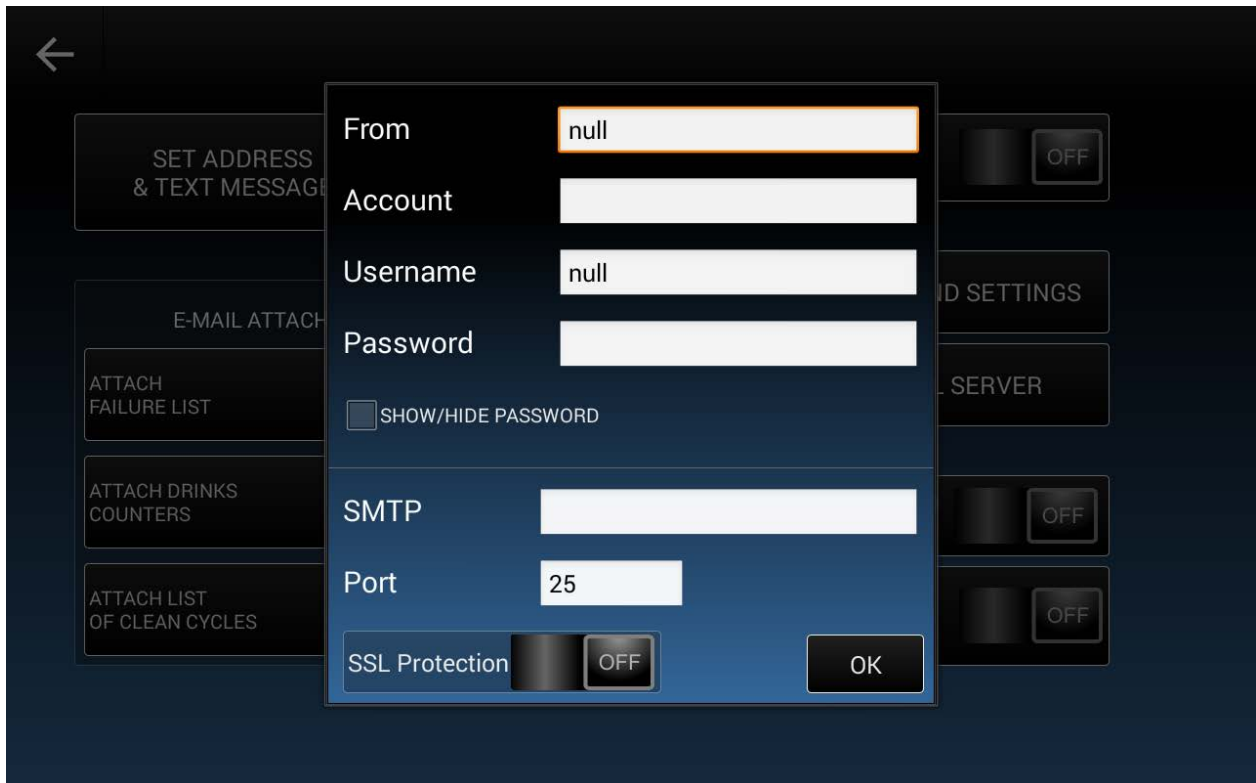 From
null
SET ADDRESS
& TEXT MESSAGE
OFF
Account
Username
null
ND SETTINGS
E-MAIL ATTACH
Password
ATTACH
FAILURE LIST
L SERVER
SHOW/HIDE PASSWORD
ATTACH DRINKS
COUNTERS
SMTP
OFF
Port
25
ATTACH LIST
OF CLEAN CYCLES
OFF
SSL Protection
OFF
OK